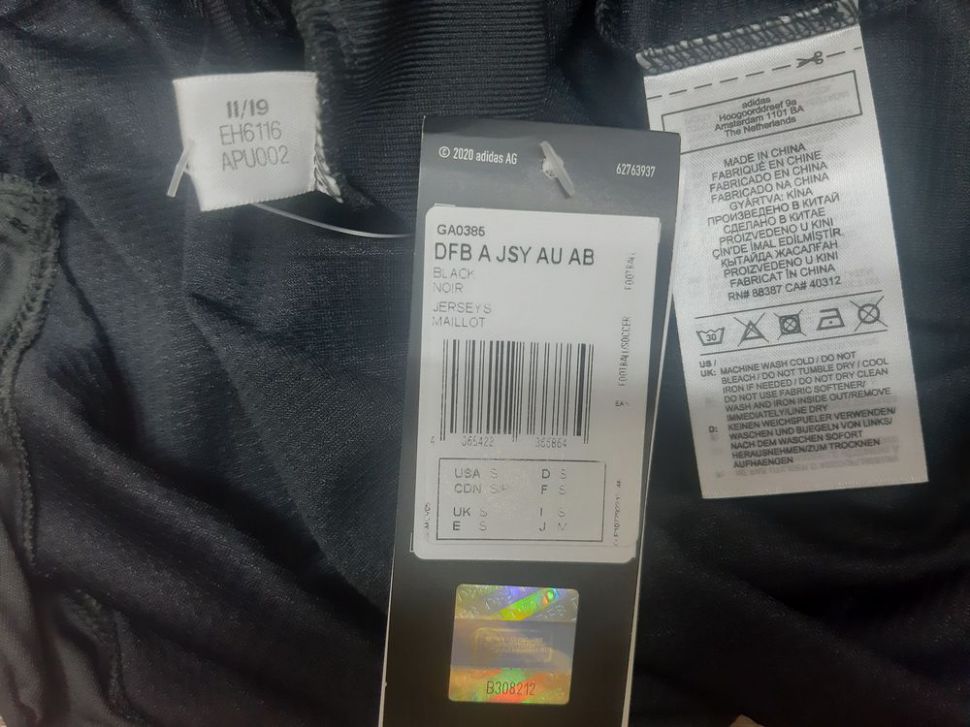 11/19
EH6116
APU002
© 2020 adidas AG
62763937
GA0385
DFB A JSY AU AB
BLACK
NOIR
JERSEYS
MAILLOT
FOOTBALL
FOOTBALL/SOCCER
EAN
USA S D S
CDN F S
UK S I S
E S J M
B308212
adidas
Hoogoorddreef 9a
Amsterdam 1101 BA
The Netherlands
MADE IN CHINA
FABRIQUÉ EN CHINE
FABRICADO EN CHINA
FABRICADO NA CHINA
GYÁRTVA: KÍNA
ПРОИЗВЕДЕНО В КИТАЙ
СДЕЛАНО В КИТАЕ
PROIZVEDENO U KINI
ÇİN'DE İMAL EDİLMİŞTİR.
ҚЫТАЙДА ЖАСАЛҒАН
PROIZVEDENO U KINI
FABRICAT ÎN CHINA
RN# 88387 CA# 40312
30
US /
UK: MACHINE WASH COLD / DO NOT
BLEACH / DO NOT TUMBLE DRY / COOL
IRON IF NEEDED / DO NOT DRY CLEAN
DO NOT USE FABRIC SOFTENER/
WASH AND IRON INSIDE OUT/REMOVE
IMMEDIATELY/LINE DRY
D: KEINEN WEICHSPUELER VERWENDEN/
WASCHEN UND BUEGELN VON LINKS/
NACH DEM WASCHEN SOFORT
HERAUSNEHMEN/ZUM TROCKNEN
AUFHAENGEN